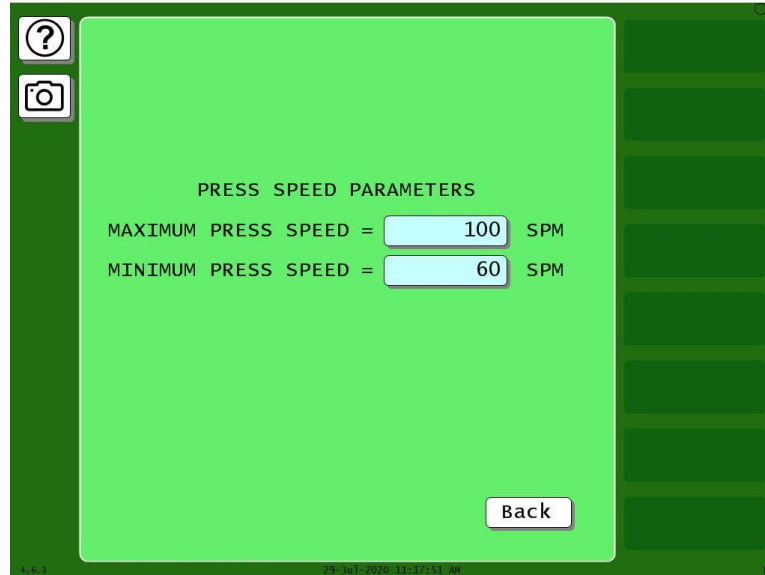 PRESS SPEED PARAMETERS
MAXIMUM PRESS SPEED = 100 SPM
MINIMUM PRESS SPEED = 60 SPM
Back
4.6.3 29-Jul-2020 11:17:51 AM